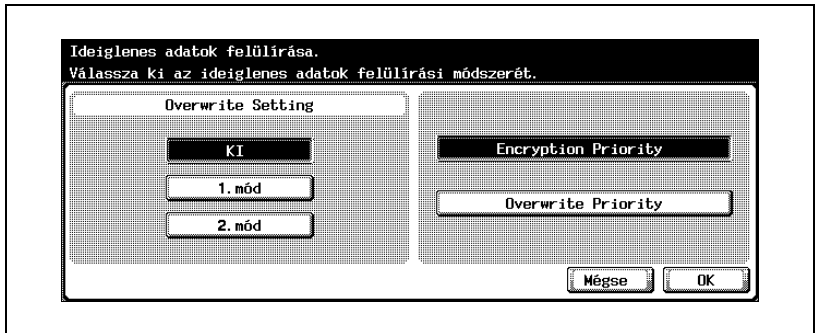 Ideiglenes adatok felülírása.
Válassza ki az ideiglenes adatok felülírási módszerét.
Overwrite Setting
KI
1.mód
2.mód
Encryption Priority
Overwrite Priority
Mégse
OK